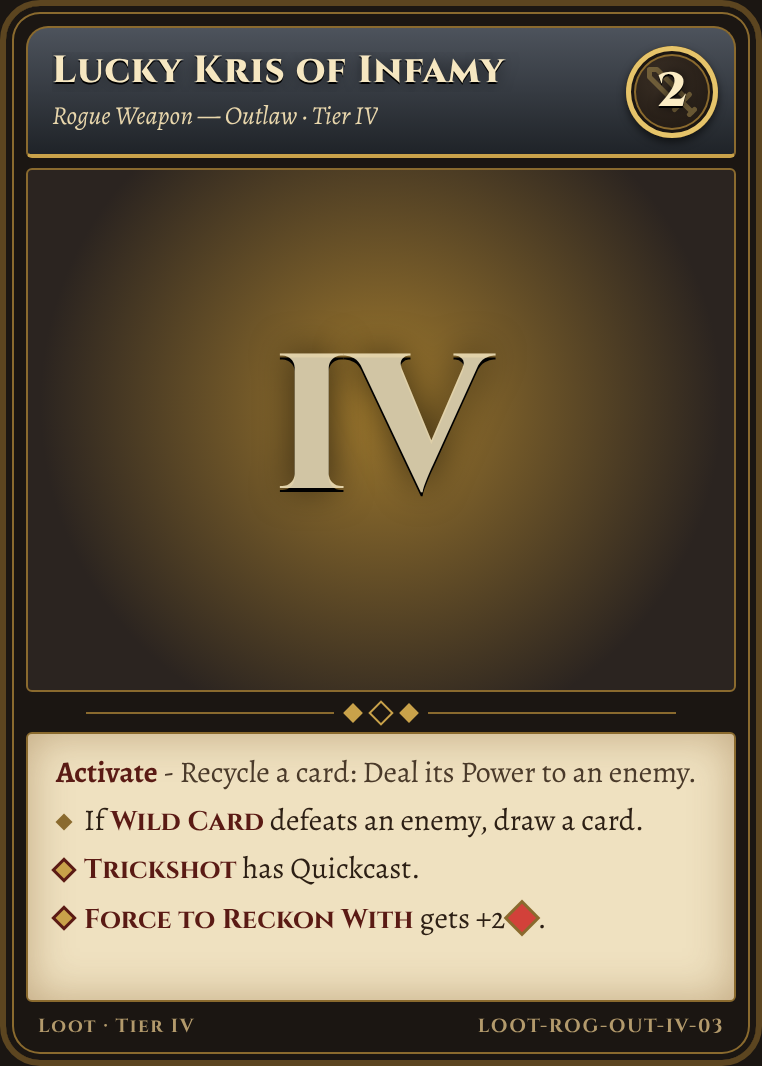 Lucky Kris of Infamy
2
Rogue Weapon — Outlaw · Tier IV
IV
Activate - Recycle a card: Deal its Power to an enemy.
If Wild Card defeats an enemy, draw a card.
Trickshot has Quickcast.
Force to Reckon With gets +2.
Loot · Tier IV
LOOT-ROG-OUT-IV-03